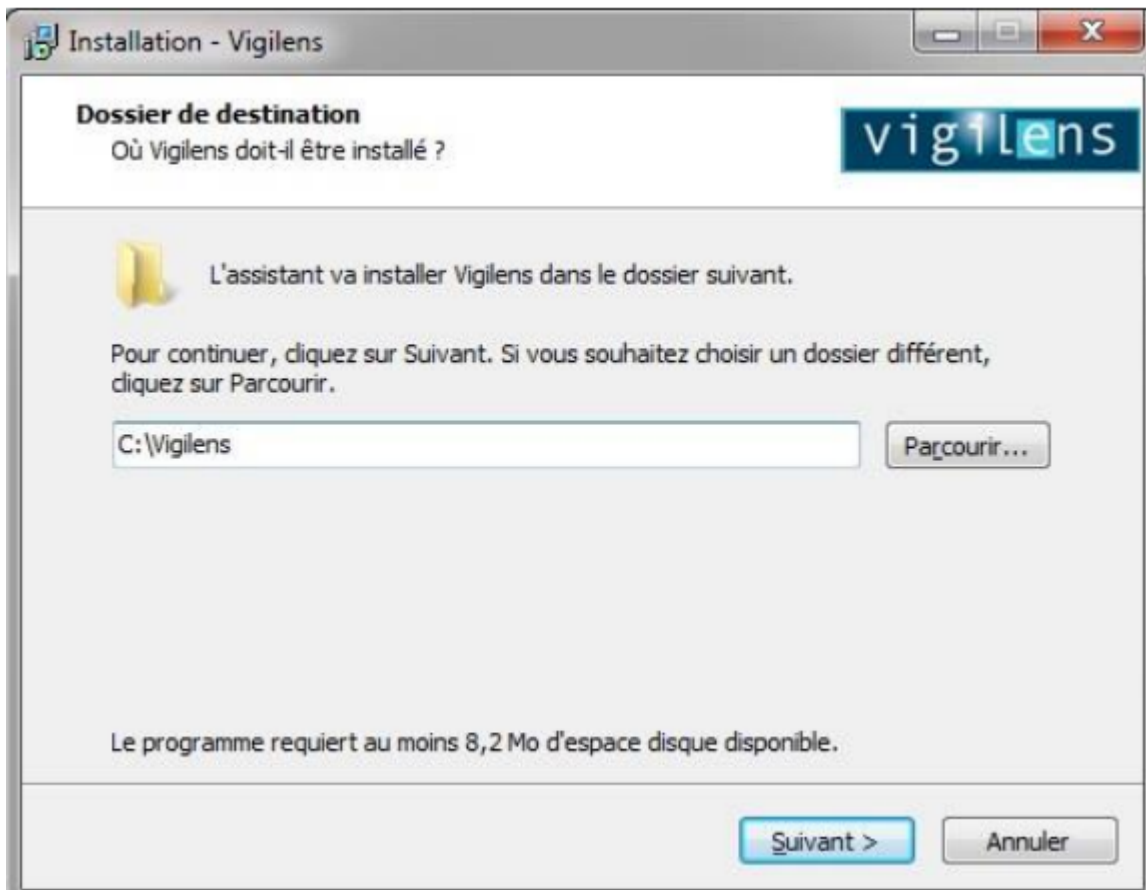 Installation - Vigilens
Dossier de destination
Où Vigilens doit-il être installé ?
vigilens
L'assistant va installer Vigilens dans le dossier suivant.
Pour continuer, cliquez sur Suivant. Si vous souhaitez choisir un dossier différent,
cliquez sur Parcourir.
C:\Vigilens
Parcourir...
Le programme requiert au moins 8,2 Mo d'espace disque disponible.
Suivant >
Annuler